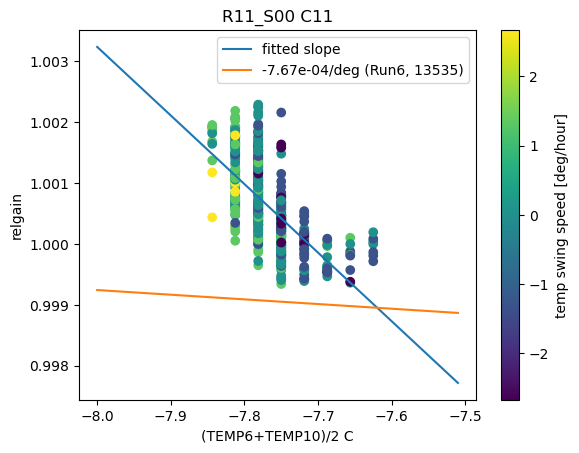 R11_S00 C11
fitted slope
-7.67e-04/deg (Run6, 13535)
relgain
1.003
1.002
1.001
1.000
0.999
0.998
−8.0
−7.9
−7.8
−7.7
−7.6
−7.5
(TEMP6+TEMP10)/2 C
2
1
0
−1
−2
temp swing speed [deg/hour]